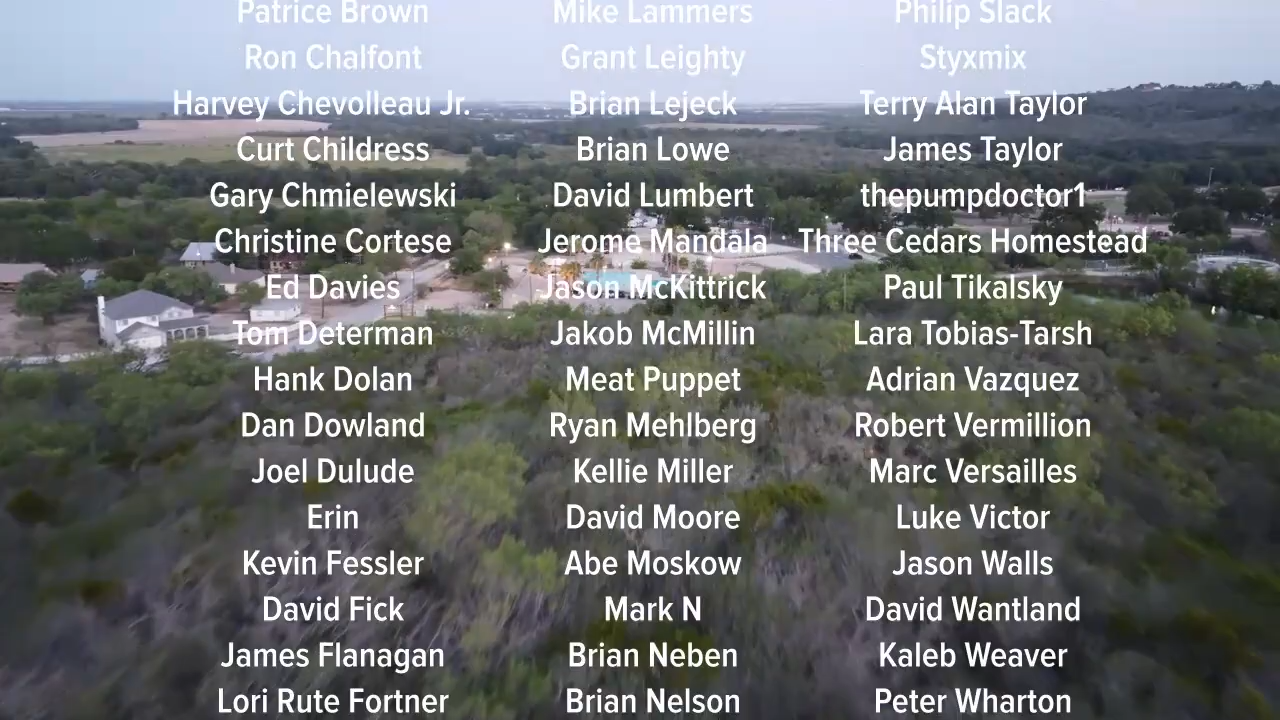 Patrice Brown
Ron Chalfont
Harvey Chevolleau Jr.
Curt Childress
Gary Chmielewski
Christine Cortese
Ed Davies
Tom Determan
Hank Dolan
Dan Dowland
Joel Dulude
Erin
Kevin Fessler
David Fick
James Flanagan
Lori Rute Fortner
Mike Lammers
Grant Leighty
Brian Lejeck
Brian Lowe
David Lumbert
Jerome Mandala
Jason McKittrick
Jakob McMillin
Meat Puppet
Ryan Mehlberg
Kellie Miller
David Moore
Abe Moskow
Mark N
Brian Neben
Brian Nelson
Philip Slack
Styxmix
Terry Alan Taylor
James Taylor
thepumpdoctor1
Three Cedars Homestead
Paul Tikalsky
Lara Tobias-Tarsh
Adrian Vazquez
Robert Vermillion
Marc Versailles
Luke Victor
Jason Walls
David Wantland
Kaleb Weaver
Peter Wharton